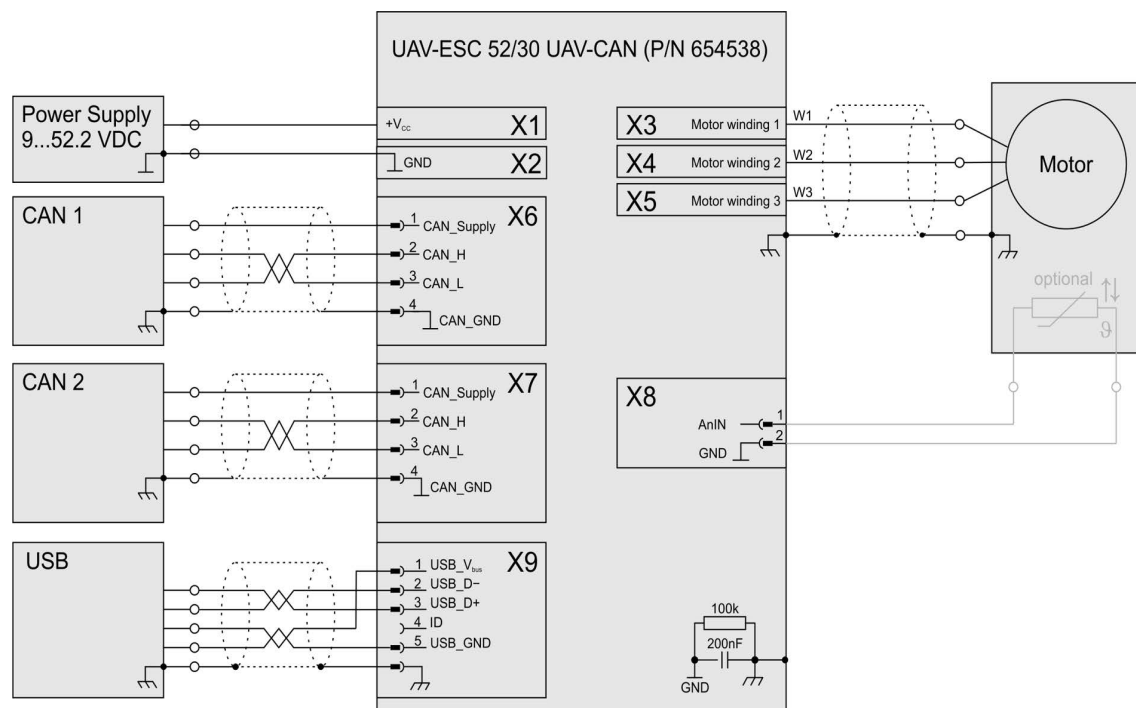 UAV-ESC 52/30 UAV-CAN (P/N 654538)
Power Supply
9...52.2 VDC
+Vcc
X1
GND
X2
X3
Motor winding 1
W1
X4
Motor winding 2
W2
X5
Motor winding 3
W3
Motor
optional
ϑ
CAN 1
X6
1 CAN_Supply
2 CAN_H
3 CAN_L
4
CAN_GND
CAN 2
X7
1 CAN_Supply
2 CAN_H
3 CAN_L
4
CAN_GND
X8
AnIN
1
GND
2
USB
X9
1 USB_Vbus
2 USB_D−
3 USB_D+
4 ID
5 USB_GND
100k
200nF
GND